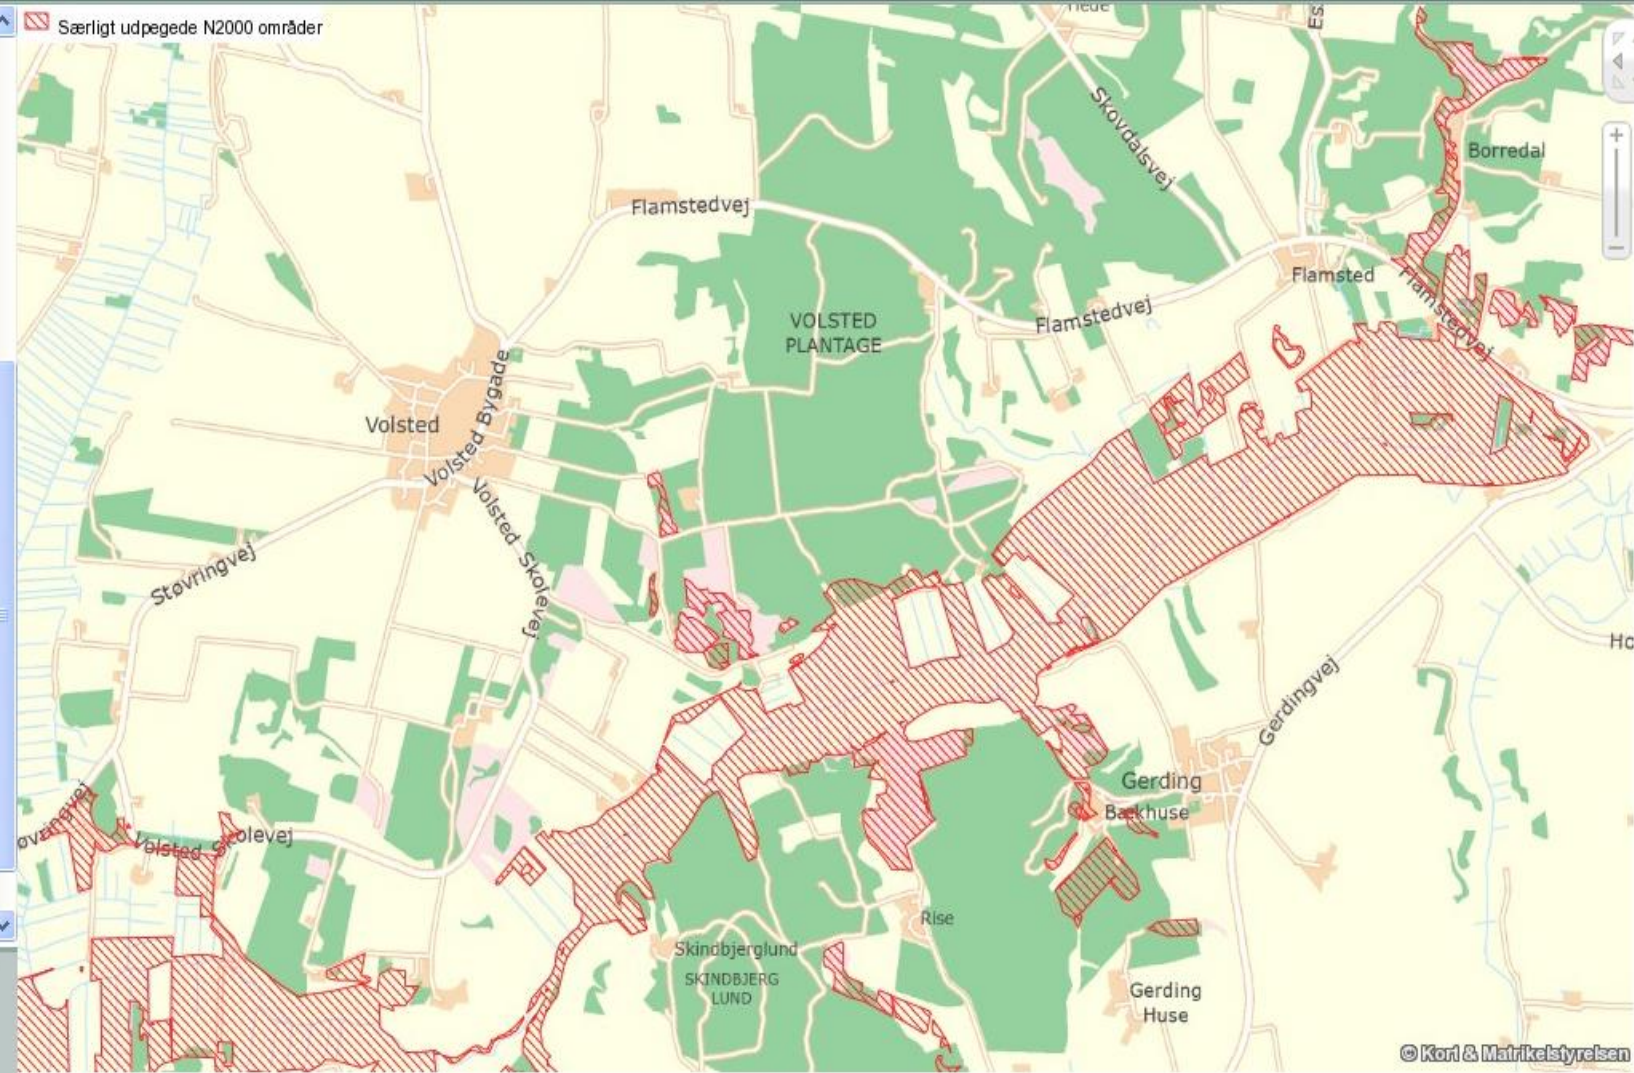 Særligt udpegede N2000 områder
Skovdalsvej
Borredal
Flamstedvej
Flamsted
Flamstedvej
Flamstedvej
VOLSTED
PLANTAGE
Volsted
Volsted Bygade
Volsted Skolevej
Støvringvej
Gerdingvej
Gerding
Bækhuse
Volsted Skolevej
Rise
Skindbjerglund
SKINDBJERG
LUND
Gerding
Huse
© Kort & Matrikelstyrelsen